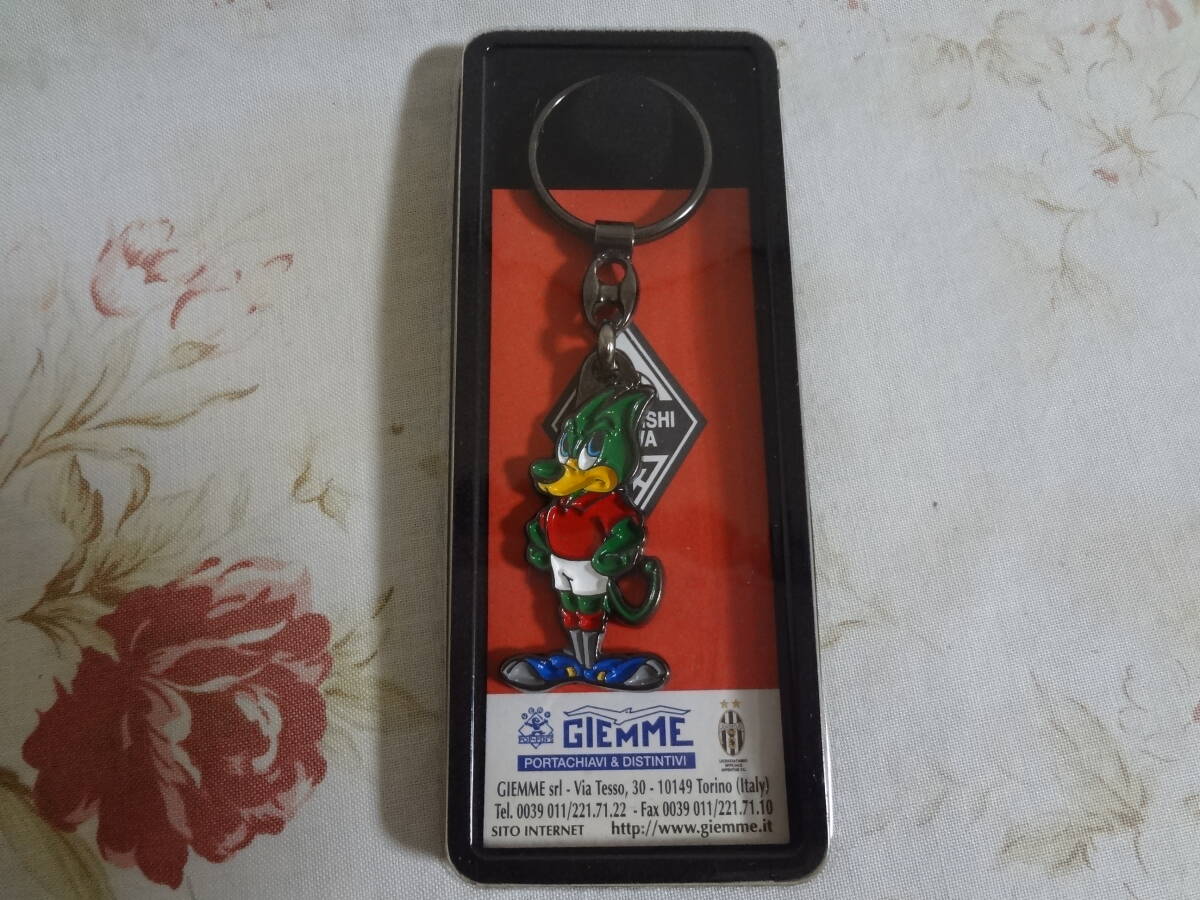 GIEMME
PORTACHIAVI & DISTINTIVI
GIEMME srl - Via Tesso, 30 - 10149 Torino (Italy)
Tel. 0039 011/221.71.22 - Fax 0039 011/221.71.10
SITO INTERNET http://www.giemme.it